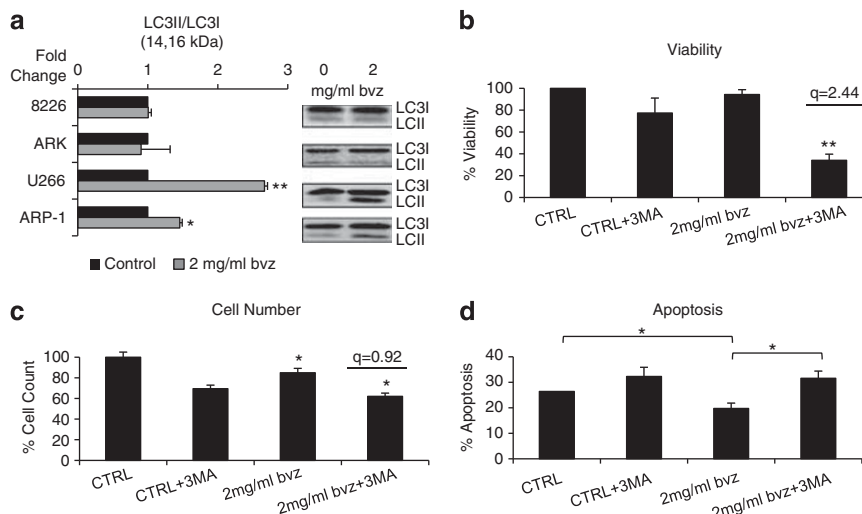 a
LC3II/LC3I
(14,16 kDa)
Fold
Change
0 1 2 3
8226
ARK
U266
**
ARP-1
*
Control 2 mg/ml bvz
0 2
mg/ml bvz
LC3I
LCII
LC3I
LCII
LC3I
LCII
LC3I
LCII
b
Viability
% Viability
100
80
60
40
20
0
q=2.44
**
CTRL
CTRL+3MA
2mg/ml bvz
2mg/ml bvz+3MA
c
Cell Number
% Cell Count
100
80
60
40
20
0
*
q=0.92
*
CTRL
CTRL+3MA
2mg/ml bvz
2mg/ml bvz+3MA
d
Apoptosis
% Apoptosis
40
30
20
10
0
*
*
CTRL
CTRL+3MA
2mg/ml bvz
2mg/ml bvz+3MA